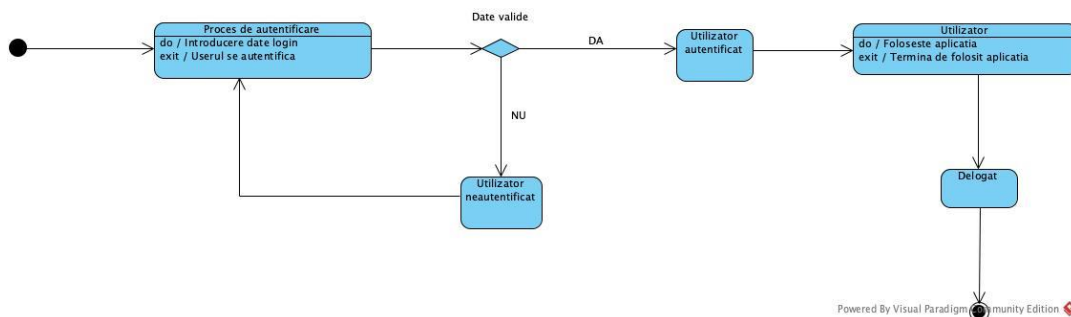 Date valide
Proces de autentificare
do / Introducere date login
exit / Userul se autentifica
DA
Utilizator
autentificat
Utilizator
do / Foloseste aplicatia
exit / Termina de folosit aplicatia
NU
Utilizator
neautentificat
Delogat
Powered By Visual Paradigm Community Edition